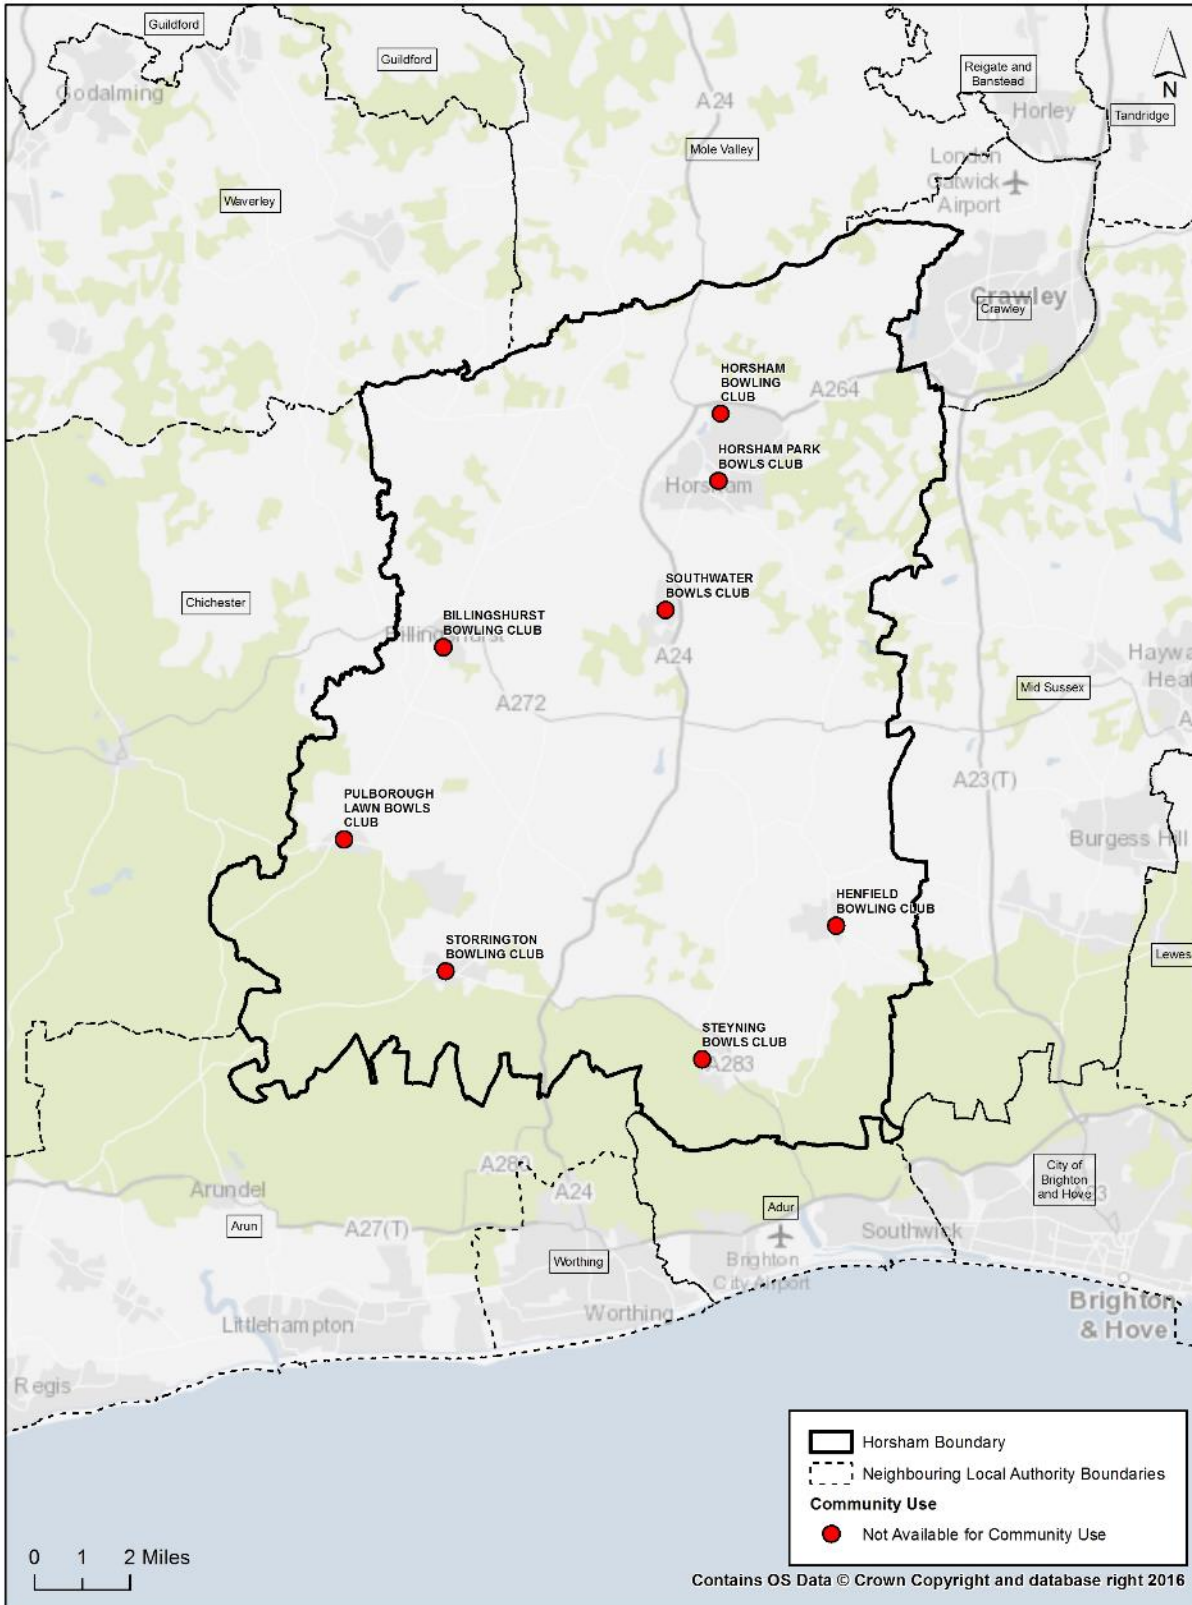 Guildford
Guildford
Godalming
A24
Reigate and
Banstead
N
Horley
Tandridge
Mole Valley
London
Gatwick
Airport
Waverley
Crawley
Crawley
HORSHAM
BOWLING
CLUB
A264
HORSHAM PARK
BOWLS CLUB
Horsham
SOUTHWATER
BOWLS CLUB
Chichester
BILLINGSHURST
BOWLING CLUB
Billingshurst
A24
Haywa
Heat
Mid Sussex
A272
A
A23(T)
PULBOROUGH
LAWN BOWLS
CLUB
Burgess Hill
HENFIELD
BOWLING CLUB
STORRINGTON
BOWLING CLUB
Lewes
STEYNING
BOWLS CLUB
A283
A280
A24
City of
Brighton
and Hove
Arundel
Arun
A27(T)
Adur
Southwick
Worthing
Brighton
City Airport
Worthing
Littlehampton
Brighton
& Hove
Regis
Horsham Boundary
Neighbouring Local Authority Boundaries
Community Use
Not Available for Community Use
0 1 2 Miles
Contains OS Data © Crown Copyright and database right 2016